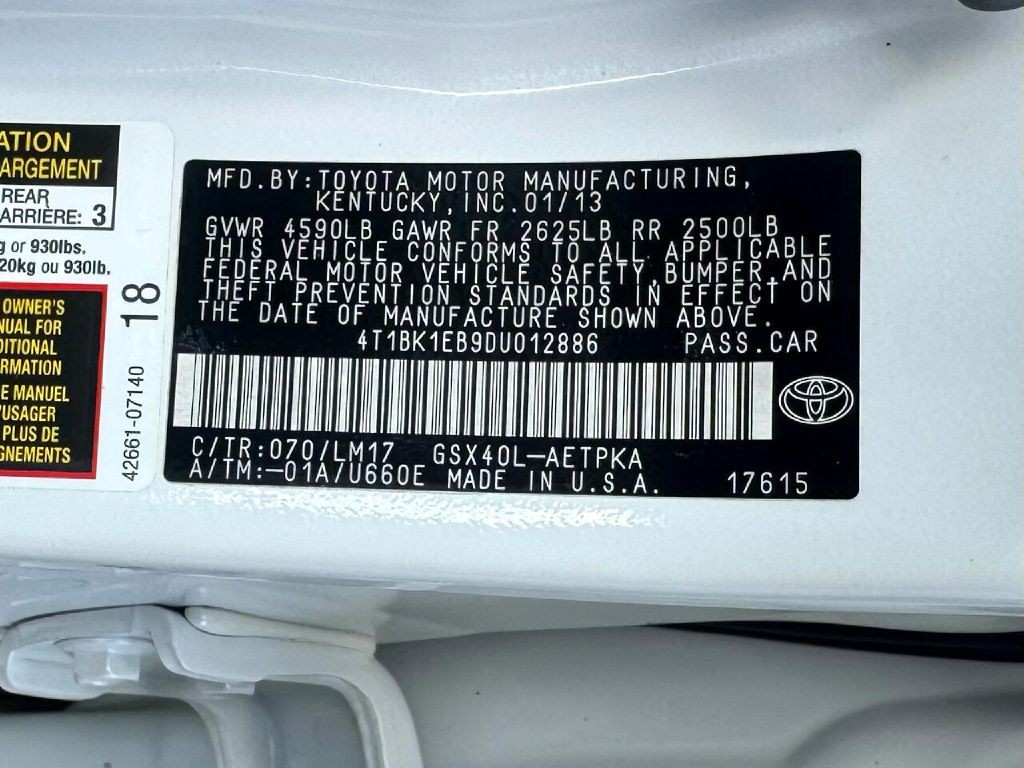 ATION
ARGEMENT
REAR
ARRIÈRE: 3
g or 930lbs.
20kg ou 930lb.
OWNER'S
NUAL FOR
DITIONAL
RMATION
E MANUEL
'USAGER
PLUS DE
GNEMENTS
18
42661-07140
MFD.BY:TOYOTA MOTOR MANUFACTURING,
KENTUCKY,INC.01/13
GVWR 4590LB GAWR FR 2625LB RR 2500LB
THIS VEHICLE CONFORMS TO ALL APPLICABLE
FEDERAL MOTOR VEHICLE SAFETY,BUMPER,AND
THEFT PREVENTION STANDARDS IN EFFECT ON
THE DATE OF MANUFACTURE SHOWN ABOVE.
4T1BK1EB9DU012886 PASS.CAR
C/TR:070/LM17 GSX40L-AETPKA
A/TM:-01A/U660E MADE IN U.S.A. 17615